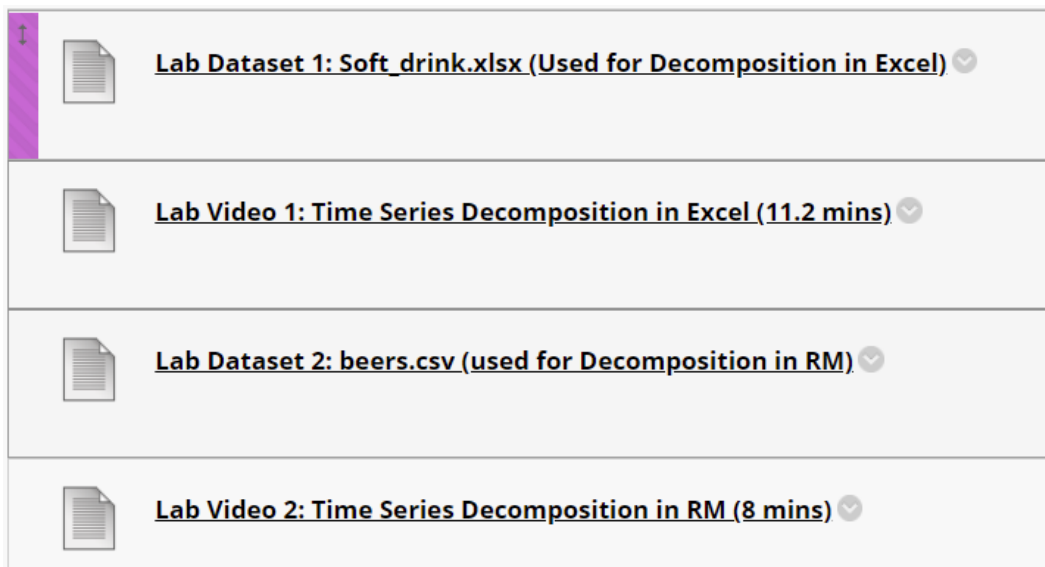 Lab Dataset 1: Soft_drink.xlsx (Used for Decomposition in Excel)
Lab Video 1: Time Series Decomposition in Excel (11.2 mins)
Lab Dataset 2: beers.csv (used for Decomposition in RM)
Lab Video 2: Time Series Decomposition in RM (8 mins)